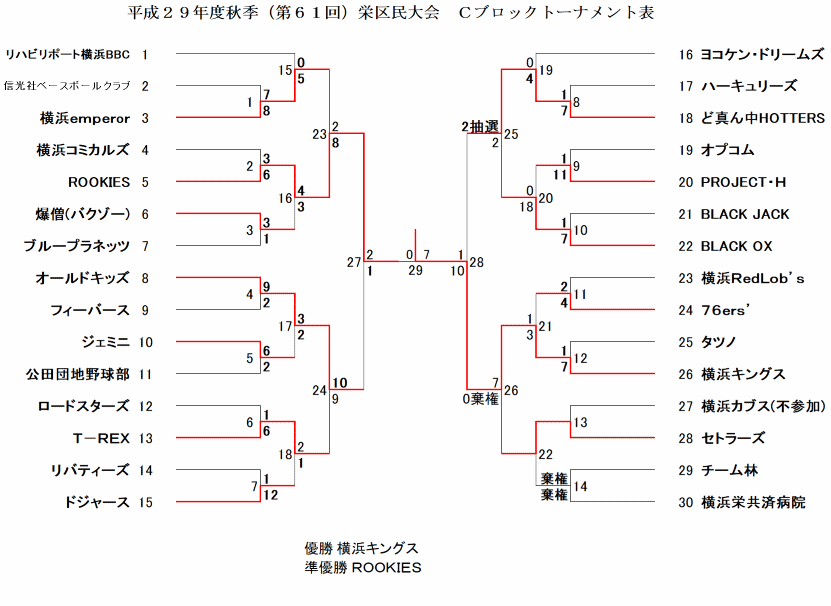 平成２９年度秋季（第６１回）栄区民大会　Ｃブロックトーナメント表
リハビリポート横浜BBC 1
信光社ベースボールクラブ 2
横浜emperor 3
横浜コミカルズ 4
ROOKIES 5
爆僧(バクゾー) 6
ブループラネッツ 7
オールドキッズ 8
フィーバース 9
ジェミニ 10
公田団地野球部 11
ロードスターズ 12
Ｔ－REX 13
リバティーズ 14
ドジャース 15
1 7 8
2 3 6
3 3 1
4 9 2
5 6 2
6 1 6
7 1 12
15 0 5
16 4 3
17 3 2
18 2 1
23 2 8
24 10 9
27 2 1
0 7
29
1
10 28
2抽選 25
2
7 26
0棄権
0 19
4
0 20
18
1 21
3
22
1 8
7
1 9
11
1 10
7
2 11
4
1 12
7
13
棄権 14
棄権
16 ヨコケン・ドリームズ
17 ハーキュリーズ
18 ど真ん中HOTTERS
19 オプコム
20 PROJECT・H
21 BLACK JACK
22 BLACK OX
23 横浜RedLob's
24 76ers'
25 タツノ
26 横浜キングス
27 横浜カブス(不参加)
28 セトラーズ
29 チーム林
30 横浜栄共済病院
優勝 横浜キングス
準優勝 ROOKIES